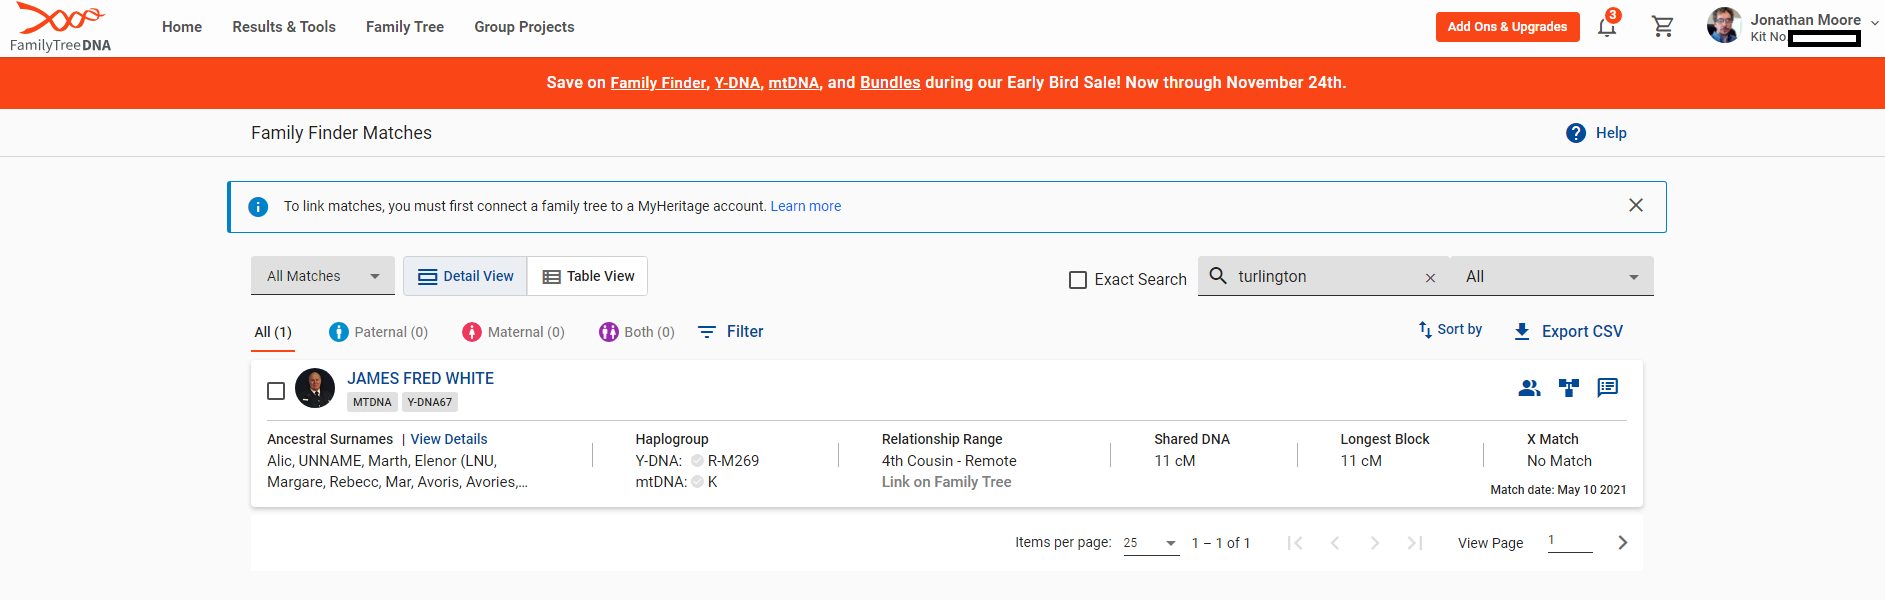 FamilyTreeDNA
Home Results & Tools Family Tree Group Projects
Add Ons & Upgrades
3
Jonathan Moore
Kit No.
Save on Family Finder, Y-DNA, mtDNA, and Bundles during our Early Bird Sale! Now through November 24th.
Family Finder Matches
Help
To link matches, you must first connect a family tree to a MyHeritage account. Learn more
All Matches Detail View Table View
Exact Search turlington All
All (1) Paternal (0) Maternal (0) Both (0) Filter
Sort by Export CSV
JAMES FRED WHITE
MTDNA Y-DNA67
Ancestral Surnames | View Details
Alic, UNNAME, Marth, Elenor (LNU,
Margare, Rebecc, Mar, Avoris, Avories,...
Haplogroup
Y-DNA: R-M269
mtDNA: K
Relationship Range
4th Cousin - Remote
Link on Family Tree
Shared DNA
11 cM
Longest Block
11 cM
X Match
No Match
Match date: May 10 2021
Items per page: 25 1 – 1 of 1 View Page 1